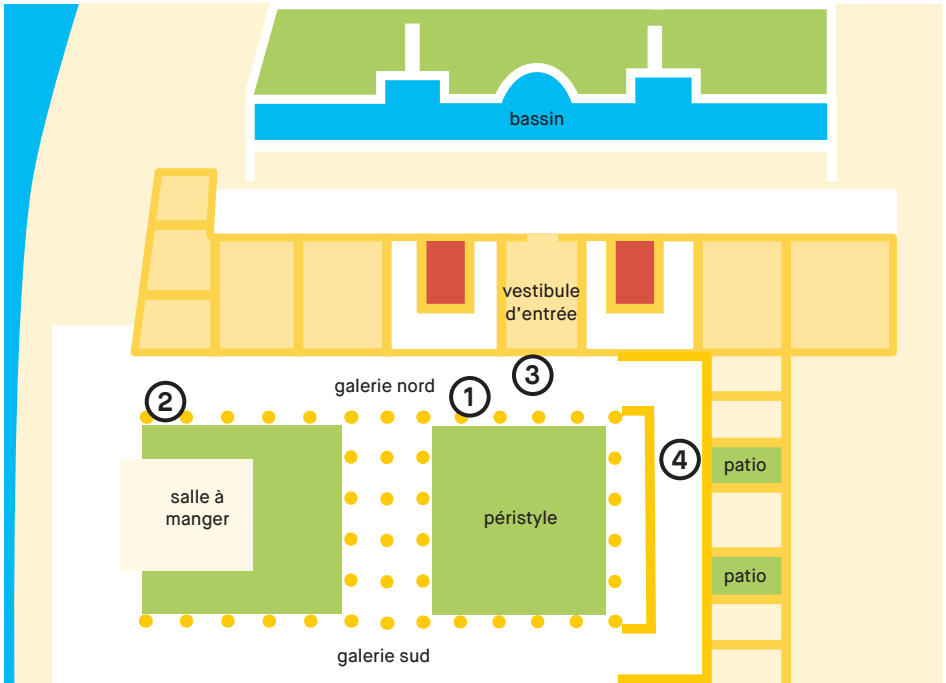 bassin
vestibule
d'entrée
galerie nord
3
1
2
4
patio
salle à
manger
péristyle
patio
galerie sud